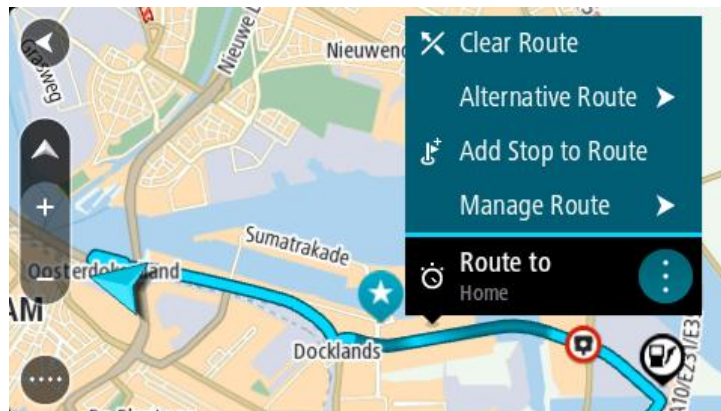 Grasweg
Nieuwe L
Nieuwend
Clear Route
Alternative Route
Add Stop to Route
Manage Route
Sumatrakade
AM
Docklands
Route to
Home
A10/E231/E3